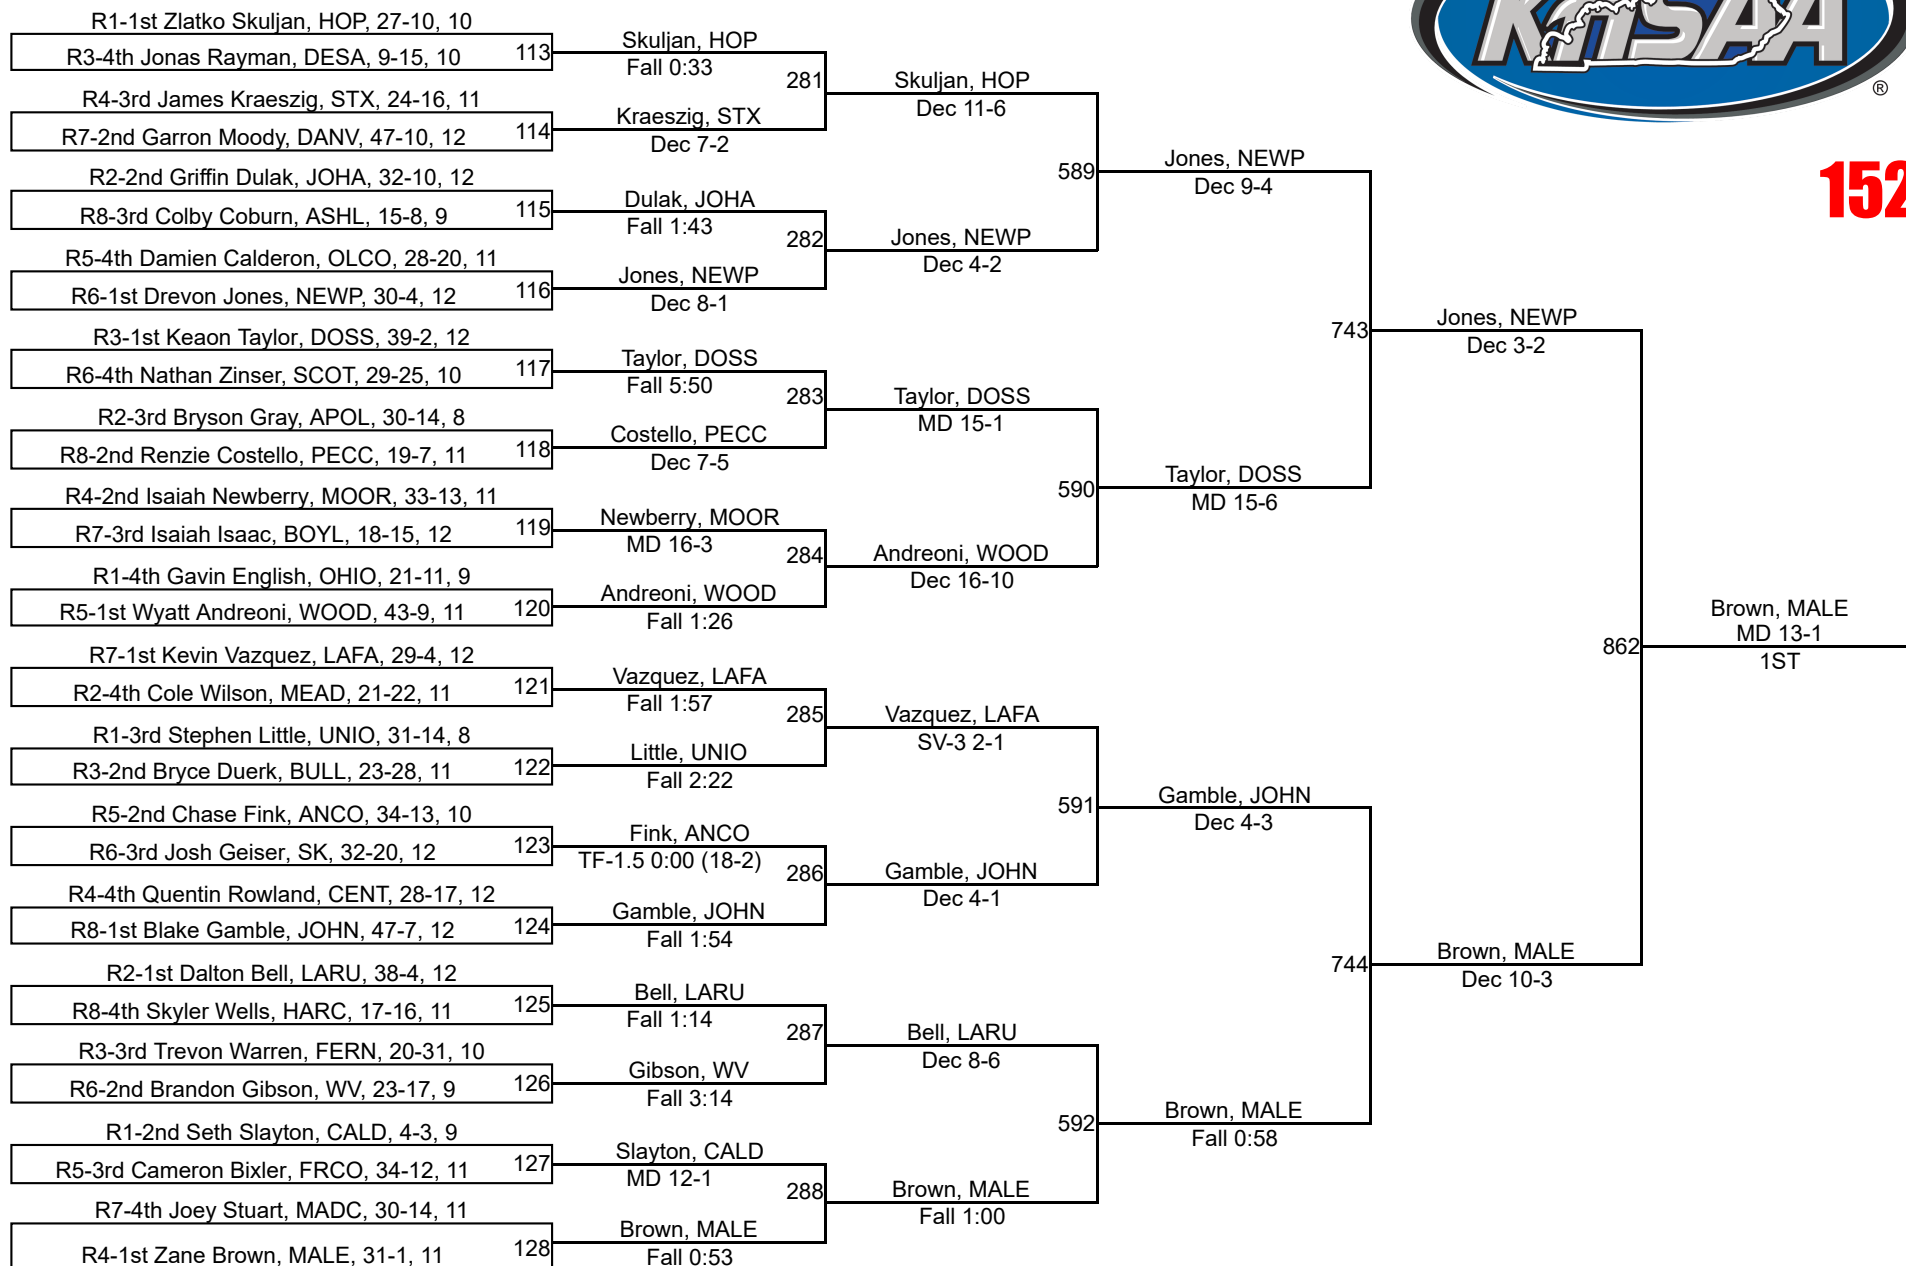 KHSAA
®
152
R1-1st Zlatko Skuljan, HOP, 27-10, 10
R3-4th Jonas Rayman, DESA, 9-15, 10
113
R4-3rd James Kraeszig, STX, 24-16, 11
R7-2nd Garron Moody, DANV, 47-10, 12
114
R2-2nd Griffin Dulak, JOHA, 32-10, 12
R8-3rd Colby Coburn, ASHL, 15-8, 9
115
R5-4th Damien Calderon, OLCO, 28-20, 11
R6-1st Drevon Jones, NEWP, 30-4, 12
116
R3-1st Keaon Taylor, DOSS, 39-2, 12
R6-4th Nathan Zinser, SCOT, 29-25, 10
117
R2-3rd Bryson Gray, APOL, 30-14, 8
R8-2nd Renzie Costello, PECC, 19-7, 11
118
R4-2nd Isaiah Newberry, MOOR, 33-13, 11
R7-3rd Isaiah Isaac, BOYL, 18-15, 12
119
R1-4th Gavin English, OHIO, 21-11, 9
R5-1st Wyatt Andreoni, WOOD, 43-9, 11
120
R7-1st Kevin Vazquez, LAFA, 29-4, 12
R2-4th Cole Wilson, MEAD, 21-22, 11
121
R1-3rd Stephen Little, UNIO, 31-14, 8
R3-2nd Bryce Duerk, BULL, 23-28, 11
122
R5-2nd Chase Fink, ANCO, 34-13, 10
R6-3rd Josh Geiser, SK, 32-20, 12
123
R4-4th Quentin Rowland, CENT, 28-17, 12
R8-1st Blake Gamble, JOHN, 47-7, 12
124
R2-1st Dalton Bell, LARU, 38-4, 12
R8-4th Skyler Wells, HARC, 17-16, 11
125
R3-3rd Trevon Warren, FERN, 20-31, 10
R6-2nd Brandon Gibson, WV, 23-17, 9
126
R1-2nd Seth Slayton, CALD, 4-3, 9
R5-3rd Cameron Bixler, FRCO, 34-12, 11
127
R7-4th Joey Stuart, MADC, 30-14, 11
R4-1st Zane Brown, MALE, 31-1, 11
128
Skuljan, HOP
Fall 0:33
281
Kraeszig, STX
Dec 7-2
Dulak, JOHA
Fall 1:43
282
Jones, NEWP
Dec 8-1
Taylor, DOSS
Fall 5:50
283
Costello, PECC
Dec 7-5
Newberry, MOOR
MD 16-3
284
Andreoni, WOOD
Fall 1:26
Vazquez, LAFA
Fall 1:57
285
Little, UNIO
Fall 2:22
Fink, ANCO
TF-1.5 0:00 (18-2)
286
Gamble, JOHN
Fall 1:54
Bell, LARU
Fall 1:14
287
Gibson, WV
Fall 3:14
Slayton, CALD
MD 12-1
288
Brown, MALE
Fall 0:53
Skuljan, HOP
Dec 11-6
589
Jones, NEWP
Dec 4-2
Taylor, DOSS
MD 15-1
590
Andreoni, WOOD
Dec 16-10
Vazquez, LAFA
SV-3 2-1
591
Gamble, JOHN
Dec 4-1
Bell, LARU
Dec 8-6
592
Brown, MALE
Fall 1:00
Jones, NEWP
Dec 9-4
743
Taylor, DOSS
MD 15-6
Gamble, JOHN
Dec 4-3
744
Brown, MALE
Fall 0:58
Jones, NEWP
Dec 3-2
862
Brown, MALE
Dec 10-3
Brown, MALE
MD 13-1
1ST